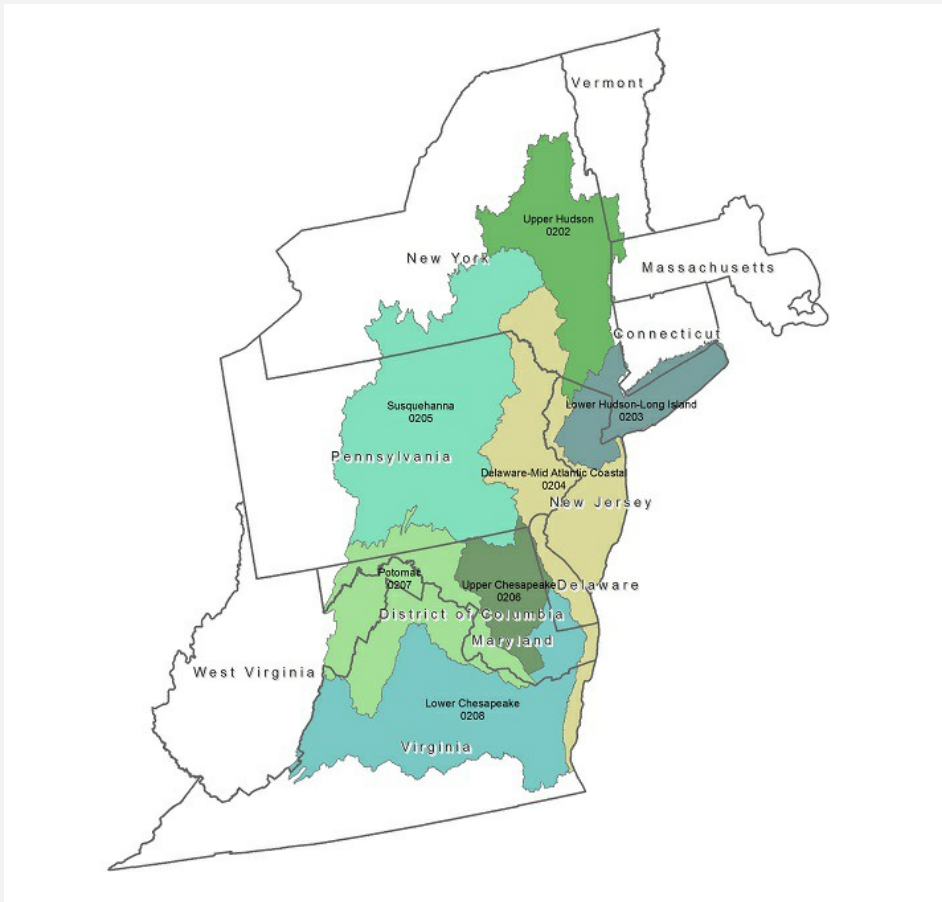 Vermont
Upper Hudson
0202
New York
Massachusetts
Connecticut
Lower Hudson-Long Island
0203
Susquehanna
0205
Pennsylvania
Delaware-Mid Atlantic Coastal
0204
New Jersey
Potomac
0207
Upper Chesapeake
0206
Delaware
District of Columbia
Maryland
West Virginia
Lower Chesapeake
0208
Virginia